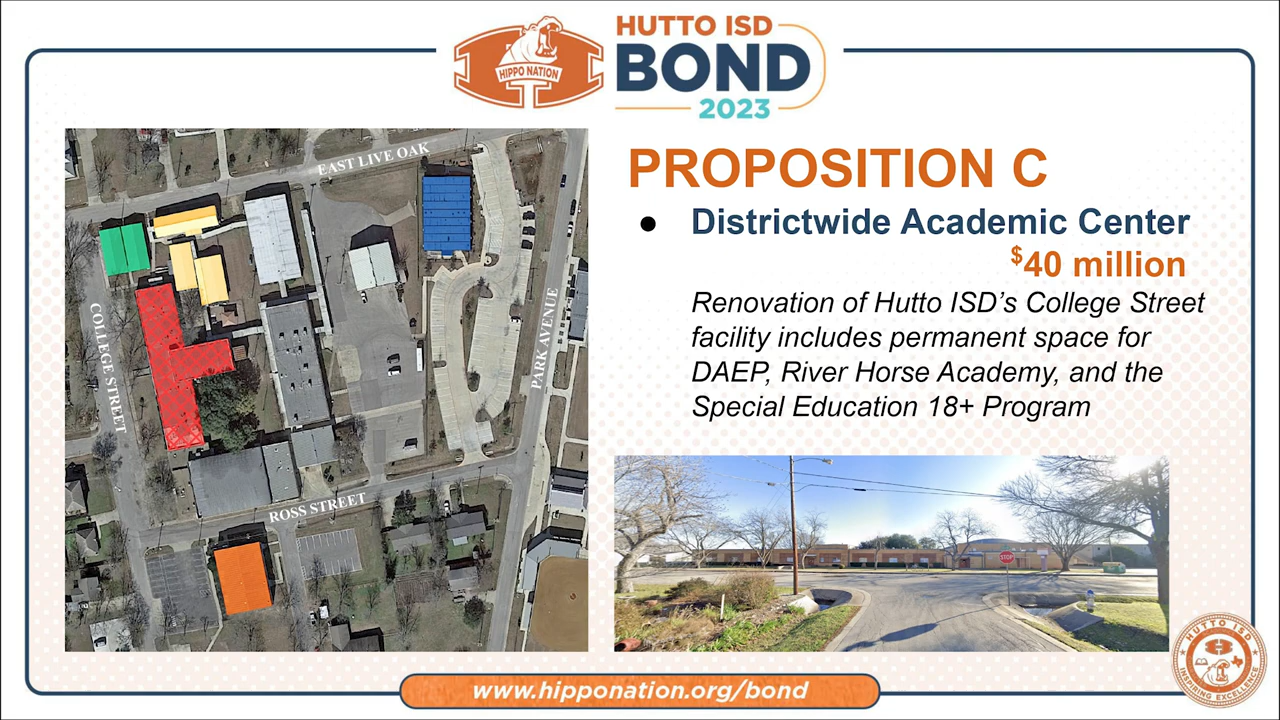 HUTTO ISD
BOND
2023
HIPPO NATION
EAST LIVE OAK
COLLEGE STREET
PARK AVENUE
ROSS STREET
PROPOSITION C
● Districtwide Academic Center
$40 million
Renovation of Hutto ISD’s College Street
facility includes permanent space for
DAEP, River Horse Academy, and the
Special Education 18+ Program
STOP
HUTTO ISD
INSPIRING EXCELLENCE
www.hipponation.org/bond